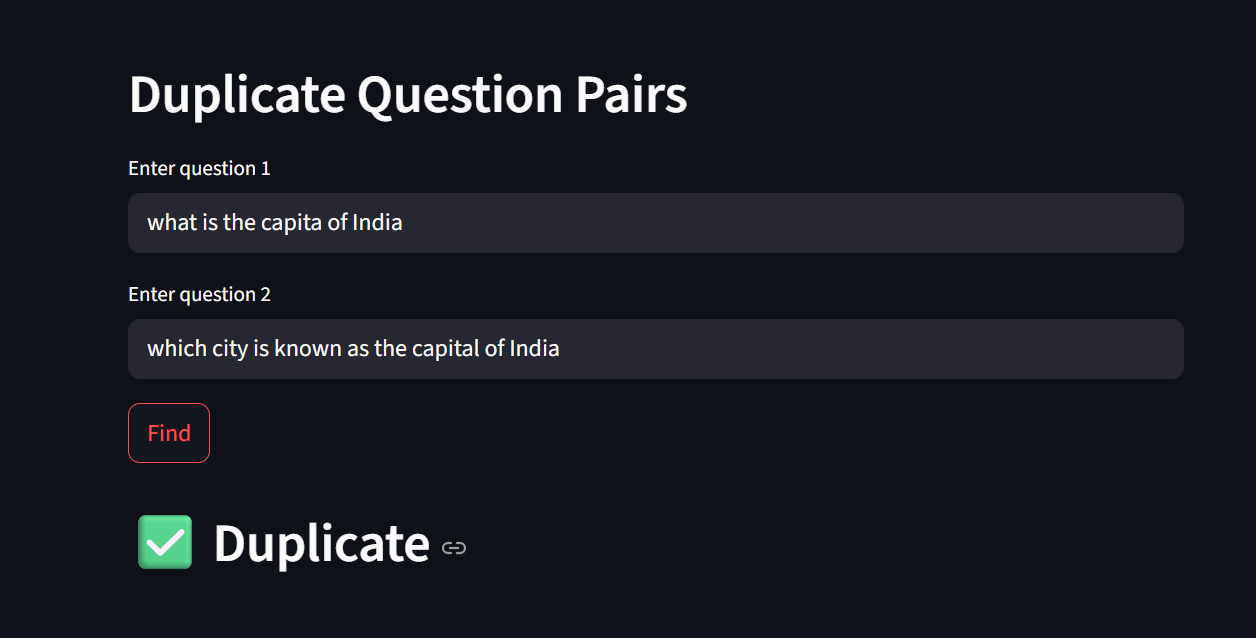 Duplicate Question Pairs
Enter question 1
what is the capita of India
Enter question 2
which city is known as the capital of India
Find
✅ Duplicate